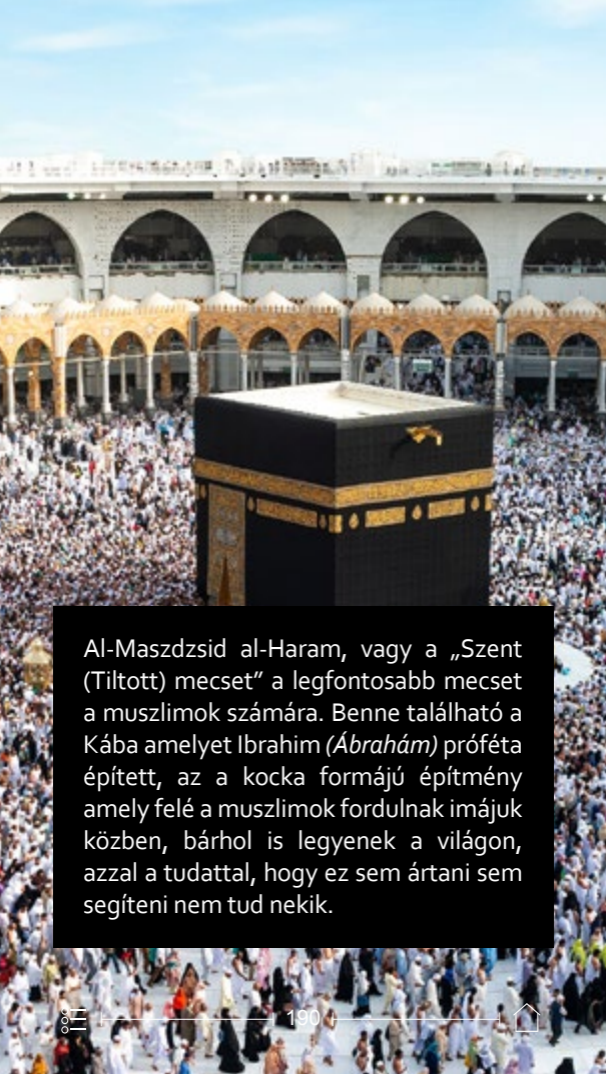 Al-Maszdzsid al-Haram, vagy a „Szent
(Tiltott) mecset” a legfontosabb mecset
a muszlimok számára. Benne található a
Kába amelyet Ibrahim (Ábrahám) próféta
épített, az a kocka formájú építmény
amely felé a muszlimok fordulnak imájuk
közben, bárhol is legyenek a világon,
azzal a tudattal, hogy ez sem ártani sem
segíteni nem tud nekik.
190